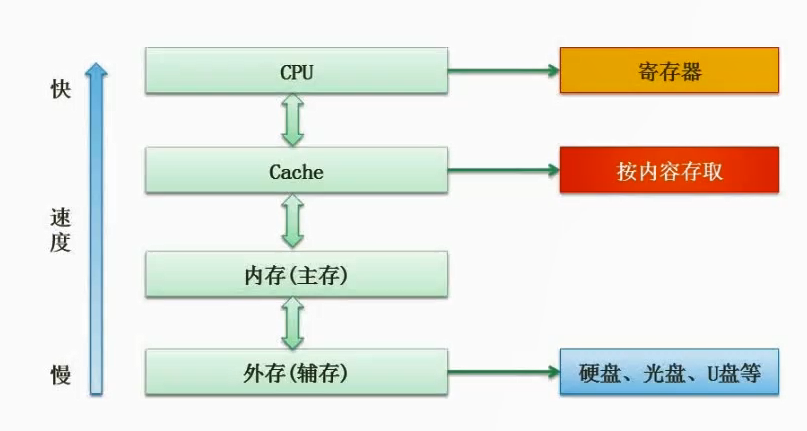 快
速
度
慢
CPU
寄存器
Cache
按内容存取
内存(主存)
外存(辅存)
硬盘、光盘、U盘等